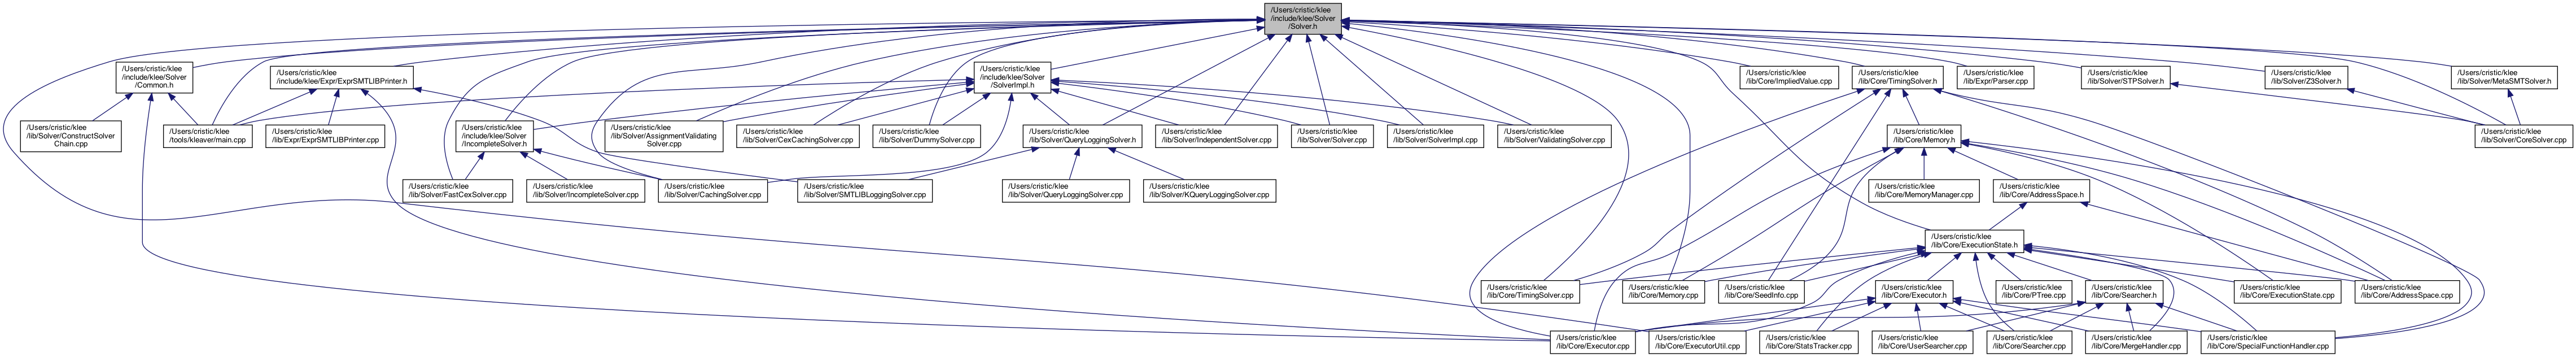 /Users/cristic/klee
/include/klee/Solver
/Solver.h
/Users/cristic/klee
/include/klee/Solver
/Common.h
/Users/cristic/klee
/include/klee/Expr/ExprSMTLIBPrinter.h
/Users/cristic/klee
/include/klee/Solver
/SolverImpl.h
/Users/cristic/klee
/lib/Core/ImpliedValue.cpp
/Users/cristic/klee
/lib/Core/TimingSolver.h
/Users/cristic/klee
/lib/Expr/Parser.cpp
/Users/cristic/klee
/lib/Solver/STPSolver.h
/Users/cristic/klee
/lib/Solver/Z3Solver.h
/Users/cristic/klee
/lib/Solver/MetaSMTSolver.h
/Users/cristic/klee
/lib/Solver/ConstructSolver
Chain.cpp
/Users/cristic/klee
/tools/kleaver/main.cpp
/Users/cristic/klee
/lib/Expr/ExprSMTLIBPrinter.cpp
/Users/cristic/klee
/include/klee/Solver
/IncompleteSolver.h
/Users/cristic/klee
/lib/Solver/AssignmentValidating
Solver.cpp
/Users/cristic/klee
/lib/Solver/CexCachingSolver.cpp
/Users/cristic/klee
/lib/Solver/DummySolver.cpp
/Users/cristic/klee
/lib/Solver/QueryLoggingSolver.h
/Users/cristic/klee
/lib/Solver/IndependentSolver.cpp
/Users/cristic/klee
/lib/Solver/Solver.cpp
/Users/cristic/klee
/lib/Solver/SolverImpl.cpp
/Users/cristic/klee
/lib/Solver/ValidatingSolver.cpp
/Users/cristic/klee
/lib/Core/Memory.h
/Users/cristic/klee
/lib/Solver/CoreSolver.cpp
/Users/cristic/klee
/lib/Solver/FastCexSolver.cpp
/Users/cristic/klee
/lib/Solver/IncompleteSolver.cpp
/Users/cristic/klee
/lib/Solver/CachingSolver.cpp
/Users/cristic/klee
/lib/Solver/SMTLIBLoggingSolver.cpp
/Users/cristic/klee
/lib/Solver/QueryLoggingSolver.cpp
/Users/cristic/klee
/lib/Solver/KQueryLoggingSolver.cpp
/Users/cristic/klee
/lib/Core/MemoryManager.cpp
/Users/cristic/klee
/lib/Core/AddressSpace.h
/Users/cristic/klee
/lib/Core/ExecutionState.h
/Users/cristic/klee
/lib/Core/TimingSolver.cpp
/Users/cristic/klee
/lib/Core/Memory.cpp
/Users/cristic/klee
/lib/Core/SeedInfo.cpp
/Users/cristic/klee
/lib/Core/Executor.h
/Users/cristic/klee
/lib/Core/PTree.cpp
/Users/cristic/klee
/lib/Core/Searcher.h
/Users/cristic/klee
/lib/Core/ExecutionState.cpp
/Users/cristic/klee
/lib/Core/AddressSpace.cpp
/Users/cristic/klee
/lib/Core/Executor.cpp
/Users/cristic/klee
/lib/Core/ExecutorUtil.cpp
/Users/cristic/klee
/lib/Core/StatsTracker.cpp
/Users/cristic/klee
/lib/Core/UserSearcher.cpp
/Users/cristic/klee
/lib/Core/Searcher.cpp
/Users/cristic/klee
/lib/Core/MergeHandler.cpp
/Users/cristic/klee
/lib/Core/SpecialFunctionHandler.cpp